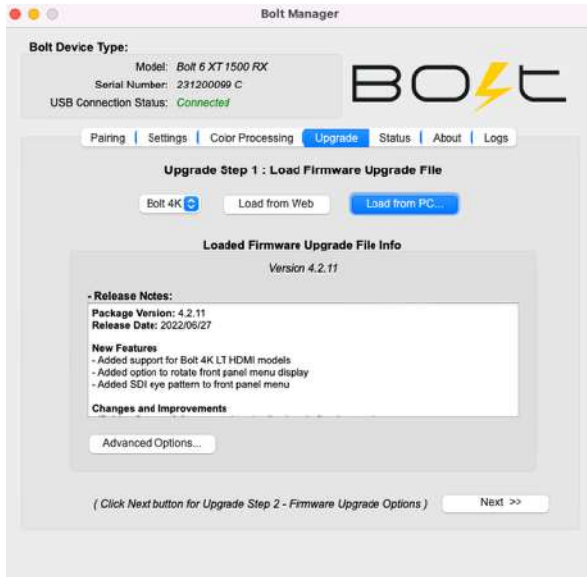 Bolt Manager
Bolt Device Type:
Model: Bolt 6 XT 1500 RX
Serial Number: 231200099 C
USB Connection Status: Connected
BOLT
Pairing Settings Color Processing Upgrade Status About Logs
Upgrade Step 1 : Load Firmware Upgrade File
Bolt 4K Load from Web Load from PC...
Loaded Firmware Upgrade File Info
Version 4.2.11
- Release Notes:
Package Version: 4.2.11
Release Date: 2022/06/27
New Features
- Added support for Bolt 4K LT HDMI models
- Added option to rotate front panel menu display
- Added SDI eye pattern to front panel menu
Changes and Improvements
Advanced Options...
( Click Next button for Upgrade Step 2 - Firmware Upgrade Options ) Next >>